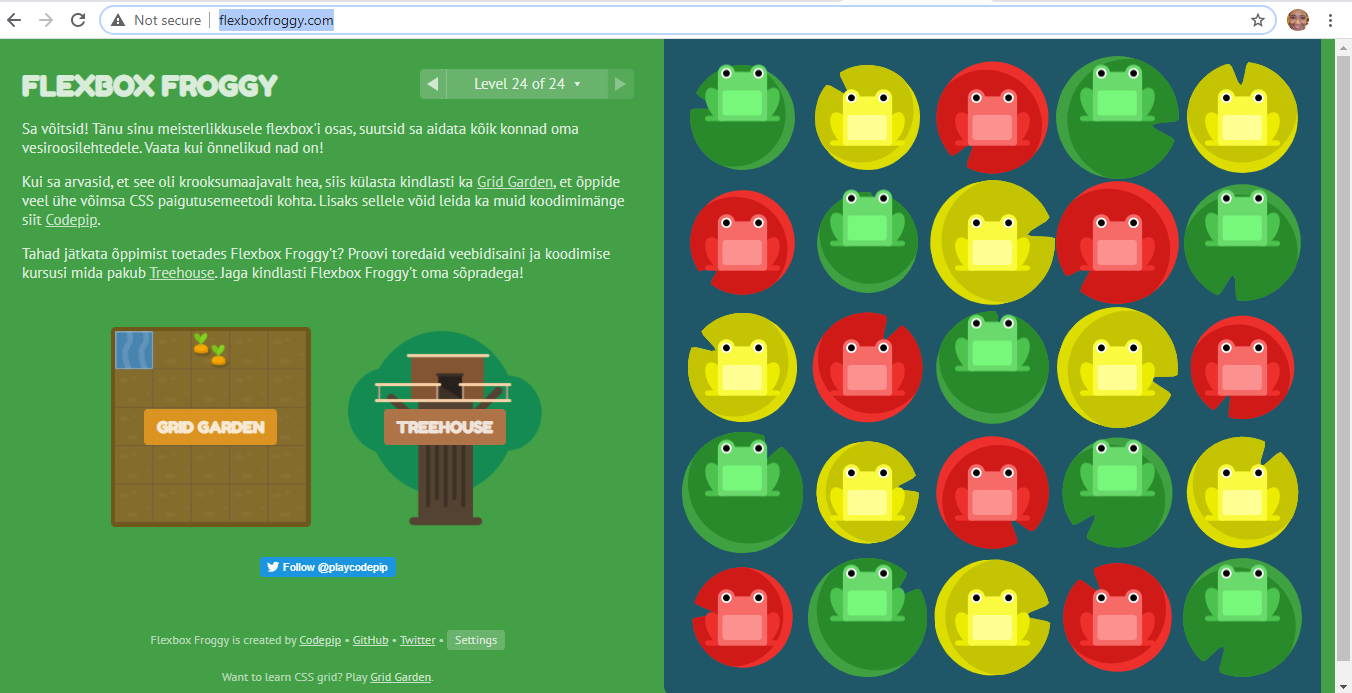 Not secure | flexboxfroggy.com
FLEXBOX FROGGY
Level 24 of 24
Sa võitsid! Tänu sinu meisterlikkusele flexbox'i osas, suutsid sa aidata kõik konnad oma
vesiroosilehtedele. Vaata kui õnnelikud nad on!
Kui sa arvasid, et see oli krooksumaajavalt hea, siis külasta kindlasti ka Grid Garden, et õppide
veel ühe võimsa CSS paigutusemeetodi kohta. Lisaks sellele võid leida ka muid koodimimänge
siit Codepip.
Tahad jätkata õppimist toetades Flexbox Froggy't? Proovi toredaid veebidisaini ja koodimise
kursusi mida pakub Treehouse. Jaga kindlasti Flexbox Froggy't oma sõpradega!
GRID GARDEN
TREEHOUSE
Follow @playcodepip
Flexbox Froggy is created by Codepip • GitHub • Twitter • Settings
Want to learn CSS grid? Play Grid Garden.